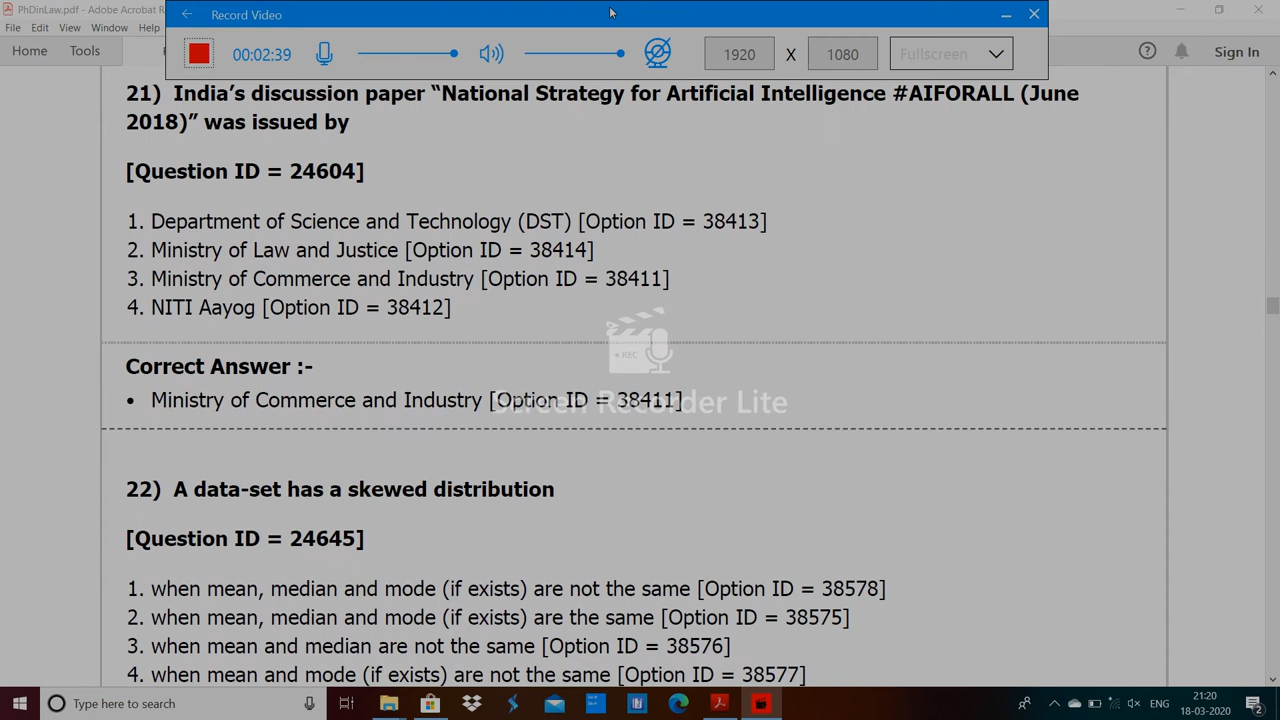 PhDinLaw.pdf - Adobe Acrobat R
File Edit View Window
Home Tools
Sign In
Record Video
00:02:39
1920 X 1080 Fullscreen
21) India's discussion paper “National Strategy for Artificial Intelligence #AIFORALL (June
2018)” was issued by
[Question ID = 24604]
1. Department of Science and Technology (DST) [Option ID = 38413]
2. Ministry of Law and Justice [Option ID = 38414]
3. Ministry of Commerce and Industry [Option ID = 38411]
4. NITI Aayog [Option ID = 38412]
Correct Answer :-
• Ministry of Commerce and Industry [Option ID = 38411]
• REC
Screen Recorder Lite
22) A data-set has a skewed distribution
[Question ID = 24645]
1. when mean, median and mode (if exists) are not the same [Option ID = 38578]
2. when mean, median and mode (if exists) are the same [Option ID = 38575]
3. when mean and median are not the same [Option ID = 38576]
4. when mean and mode (if exists) are not the same [Option ID = 38577]
Type here to search
ENG
21:20
18-03-2020
2